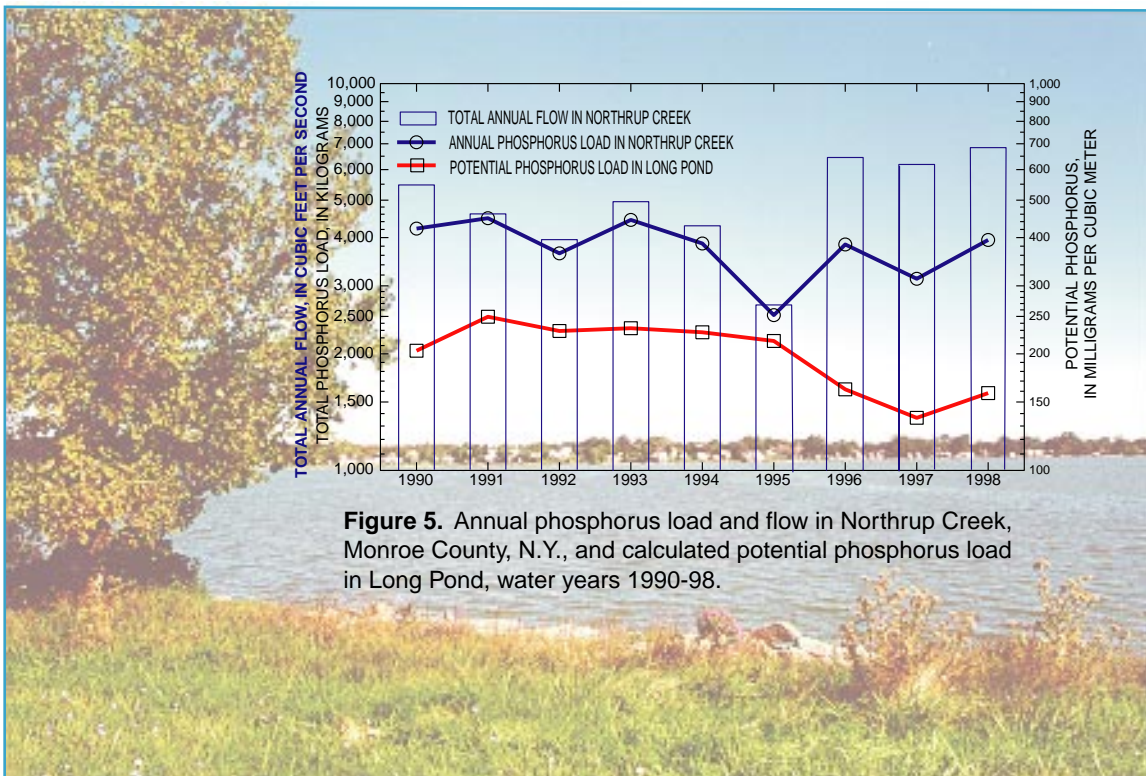 TOTAL ANNUAL FLOW, IN CUBIC FEET PER SECOND
TOTAL PHOSPHORUS LOAD, IN KILOGRAMS
10,000
9,000
8,000
7,000
6,000
5,000
4,000
3,000
2,500
2,000
1,500
1,000
TOTAL ANNUAL FLOW IN NORTHRUP CREEK
ANNUAL PHOSPHORUS LOAD IN NORTHRUP CREEK
POTENTIAL PHOSPHORUS LOAD IN LONG POND
1,000
900
800
700
600
500
400
300
250
200
150
100
POTENTIAL PHOSPHORUS,
IN MILLIGRAMS PER CUBIC METER
1990 1991 1992 1993 1994 1995 1996 1997 1998
Figure 5. Annual phosphorus load and flow in Northrup Creek,
Monroe County, N.Y., and calculated potential phosphorus load
in Long Pond, water years 1990-98.